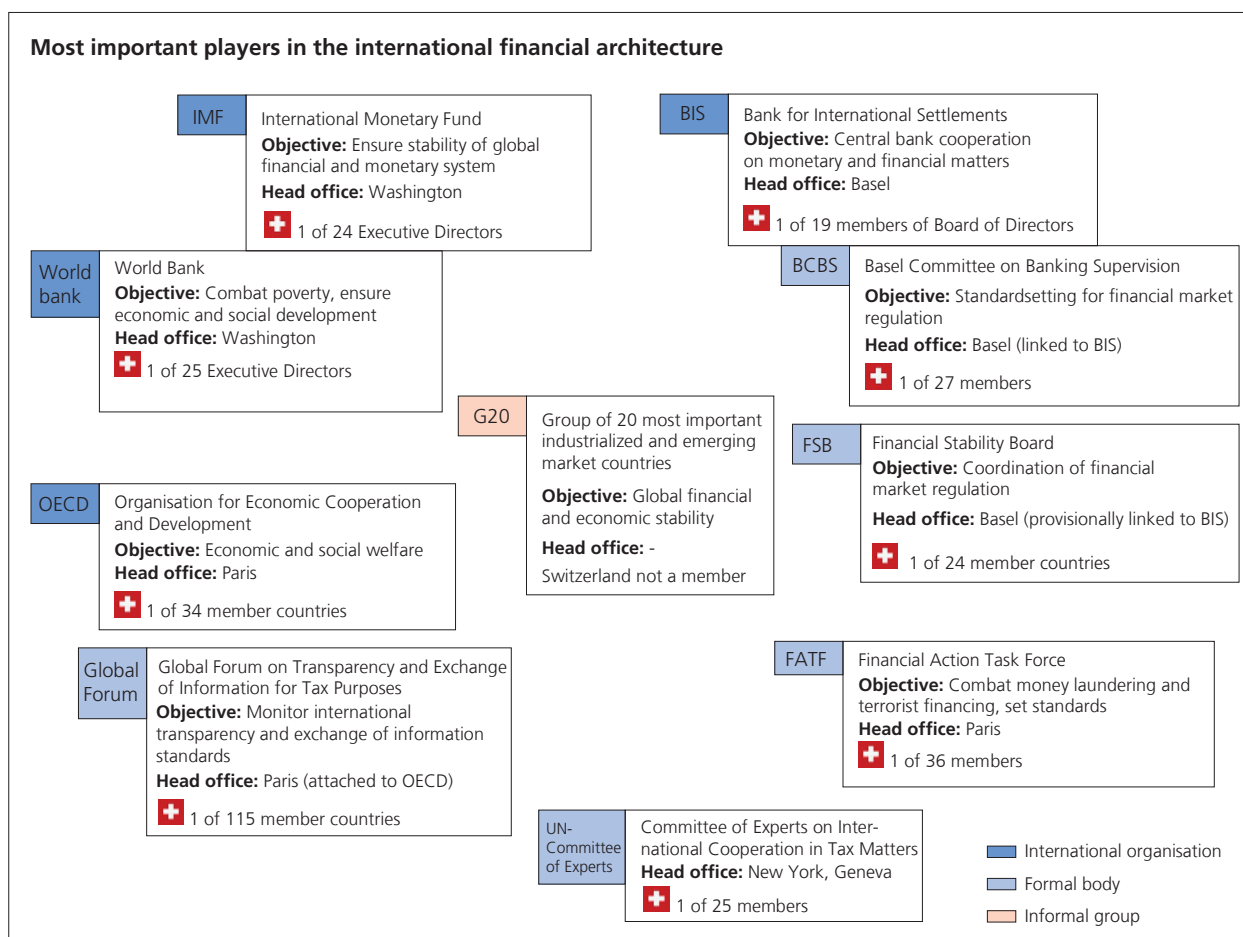 Most important players in the international financial architecture
IMF
International Monetary Fund
Objective: Ensure stability of global
financial and monetary system
Head office: Washington
1 of 24 Executive Directors
BIS
Bank for International Settlements
Objective: Central bank cooperation
on monetary and financial matters
Head office: Basel
1 of 19 members of Board of Directors
World
bank
World Bank
Objective: Combat poverty, ensure
economic and social development
Head office: Washington
1 of 25 Executive Directors
BCBS
Basel Committee on Banking Supervision
Objective: Standardsetting for financial market
regulation
Head office: Basel (linked to BIS)
1 of 27 members
G20
Group of 20 most important
industrialized and emerging
market countries
Objective: Global financial
and economic stability
Head office: -
Switzerland not a member
FSB
Financial Stability Board
Objective: Coordination of financial
market regulation
Head office: Basel (provisionally linked to BIS)
1 of 24 member countries
OECD
Organisation for Economic Cooperation
and Development
Objective: Economic and social welfare
Head office: Paris
1 of 34 member countries
Global
Forum
Global Forum on Transparency and Exchange
of Information for Tax Purposes
Objective: Monitor international
transparency and exchange of information
standards
Head office: Paris (attached to OECD)
1 of 115 member countries
FATF
Financial Action Task Force
Objective: Combat money laundering and
terrorist financing, set standards
Head office: Paris
1 of 36 members
UN-
Committee
of Experts
Committee of Experts on Inter-
national Cooperation in Tax Matters
Head office: New York, Geneva
1 of 25 members
International organisation
Formal body
Informal group